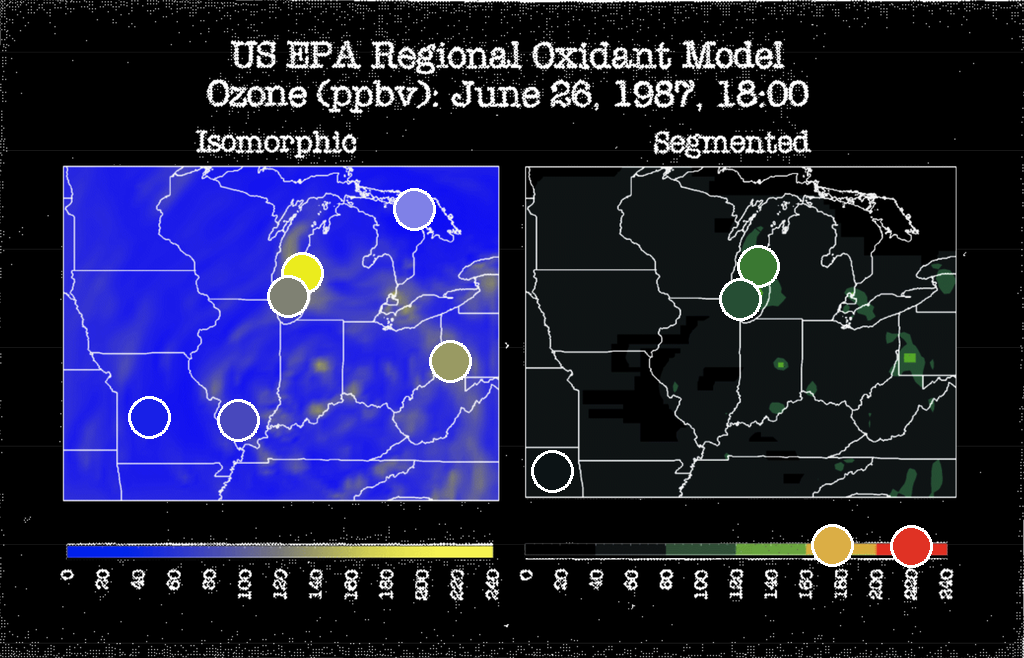 US EPA Regional Oxidant Model
Ozone (ppbv): June 26, 1987, 18:00
Isomorphic
Segmented
0 20 40 60 80 100 120 140 160 180 200 220 240
0 20 40 60 80 100 120 140 160 180 200 220 240